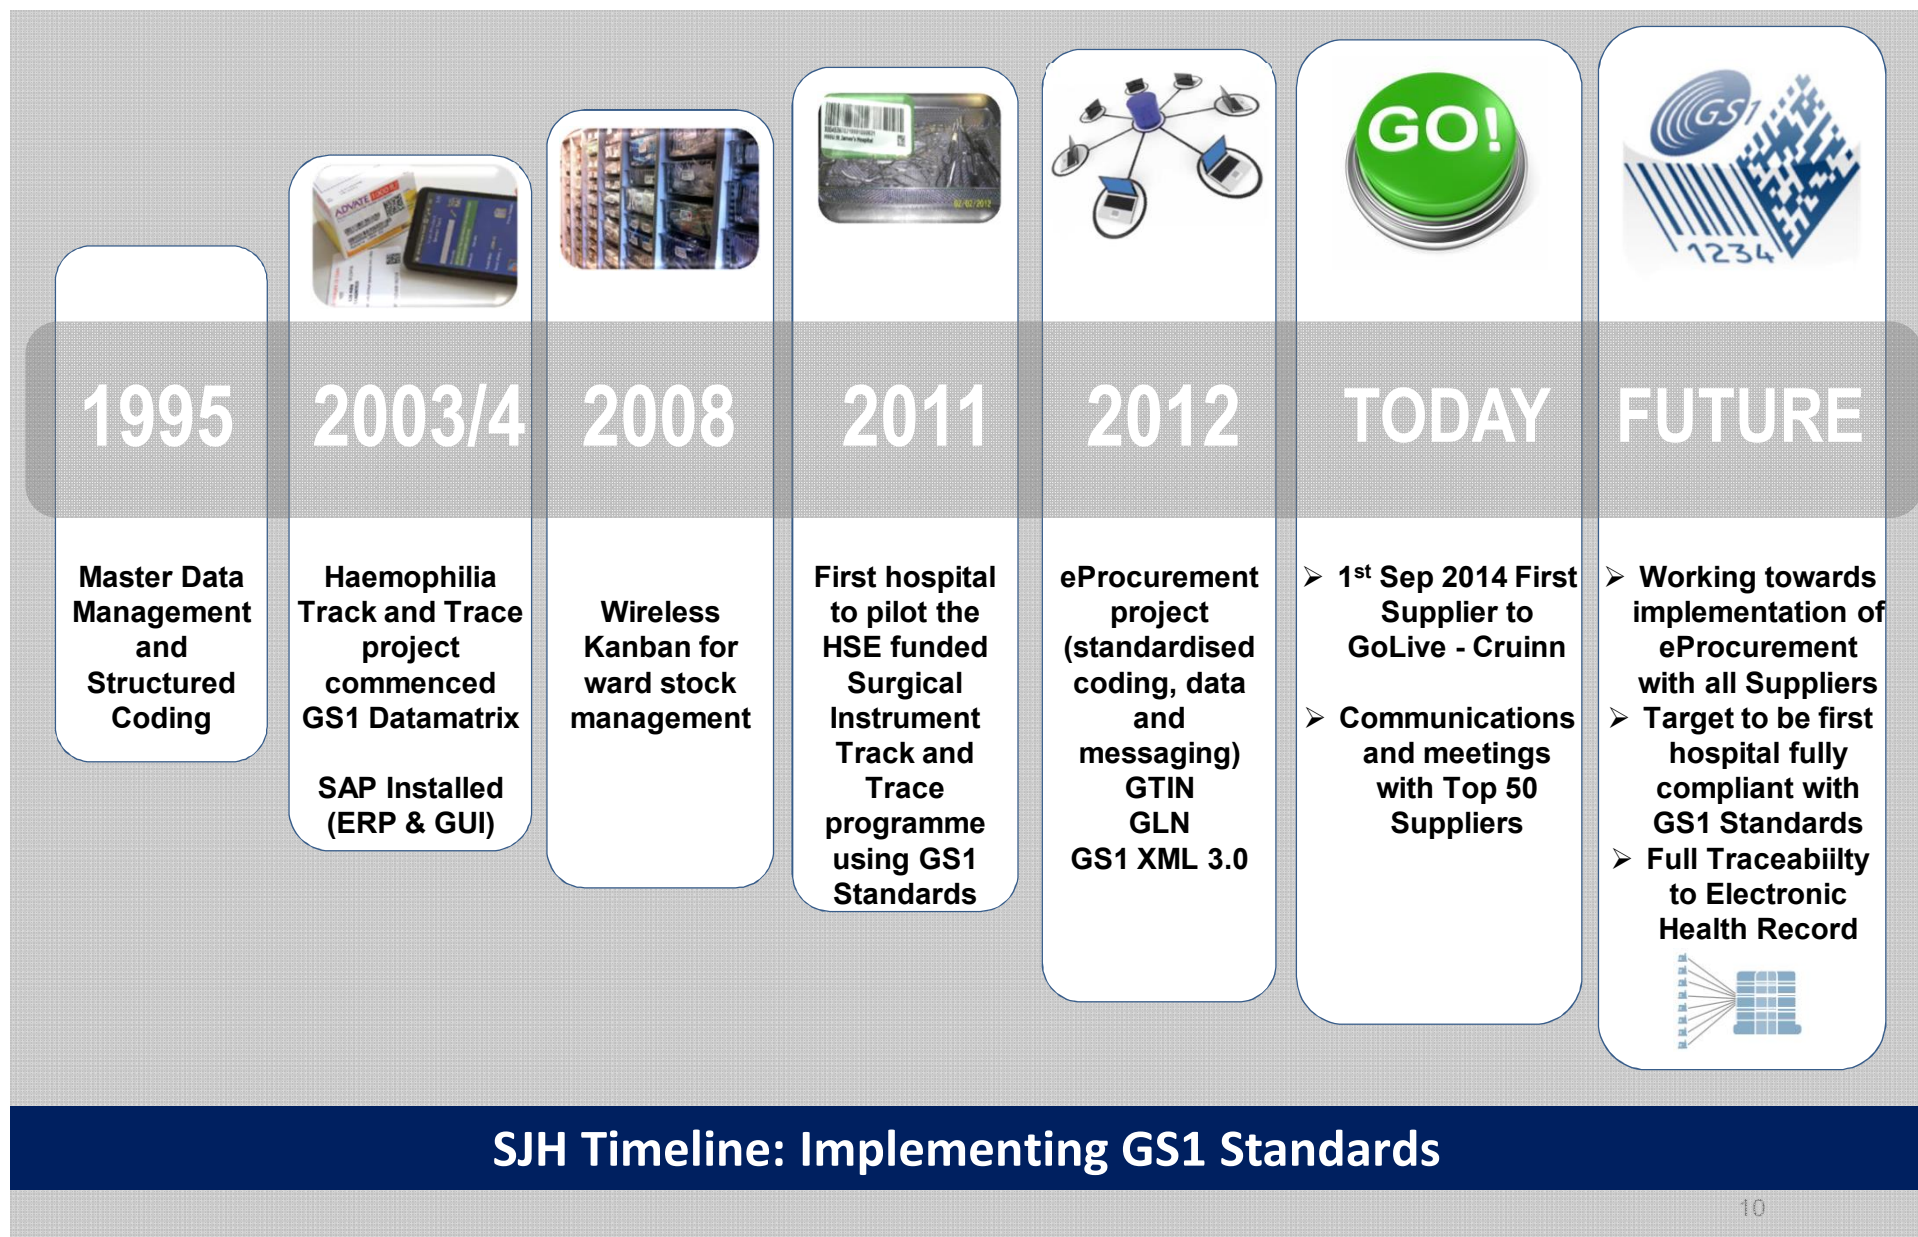 ADVATE
02/02/2012
GO!
GS1
1234
1995
2003/4
2008
2011
2012
TODAY
FUTURE
Master Data
Management
and
Structured
Coding
Haemophilia
Track and Trace
project
commenced
GS1 Datamatrix
SAP Installed
(ERP & GUI)
Wireless
Kanban for
ward stock
management
First hospital
to pilot the
HSE funded
Surgical
Instrument
Track and
Trace
programme
using GS1
Standards
eProcurement
project
(standardised
coding, data
and
messaging)
GTIN
GLN
GS1 XML 3.0
➢ 1st Sep 2014 First
Supplier to
GoLive - Cruinn
➢ Communications
and meetings
with Top 50
Suppliers
➢ Working towards
implementation of
eProcurement
with all Suppliers
➢ Target to be first
hospital fully
compliant with
GS1 Standards
➢ Full Traceabiilty
to Electronic
Health Record
SJH Timeline: Implementing GS1 Standards
10